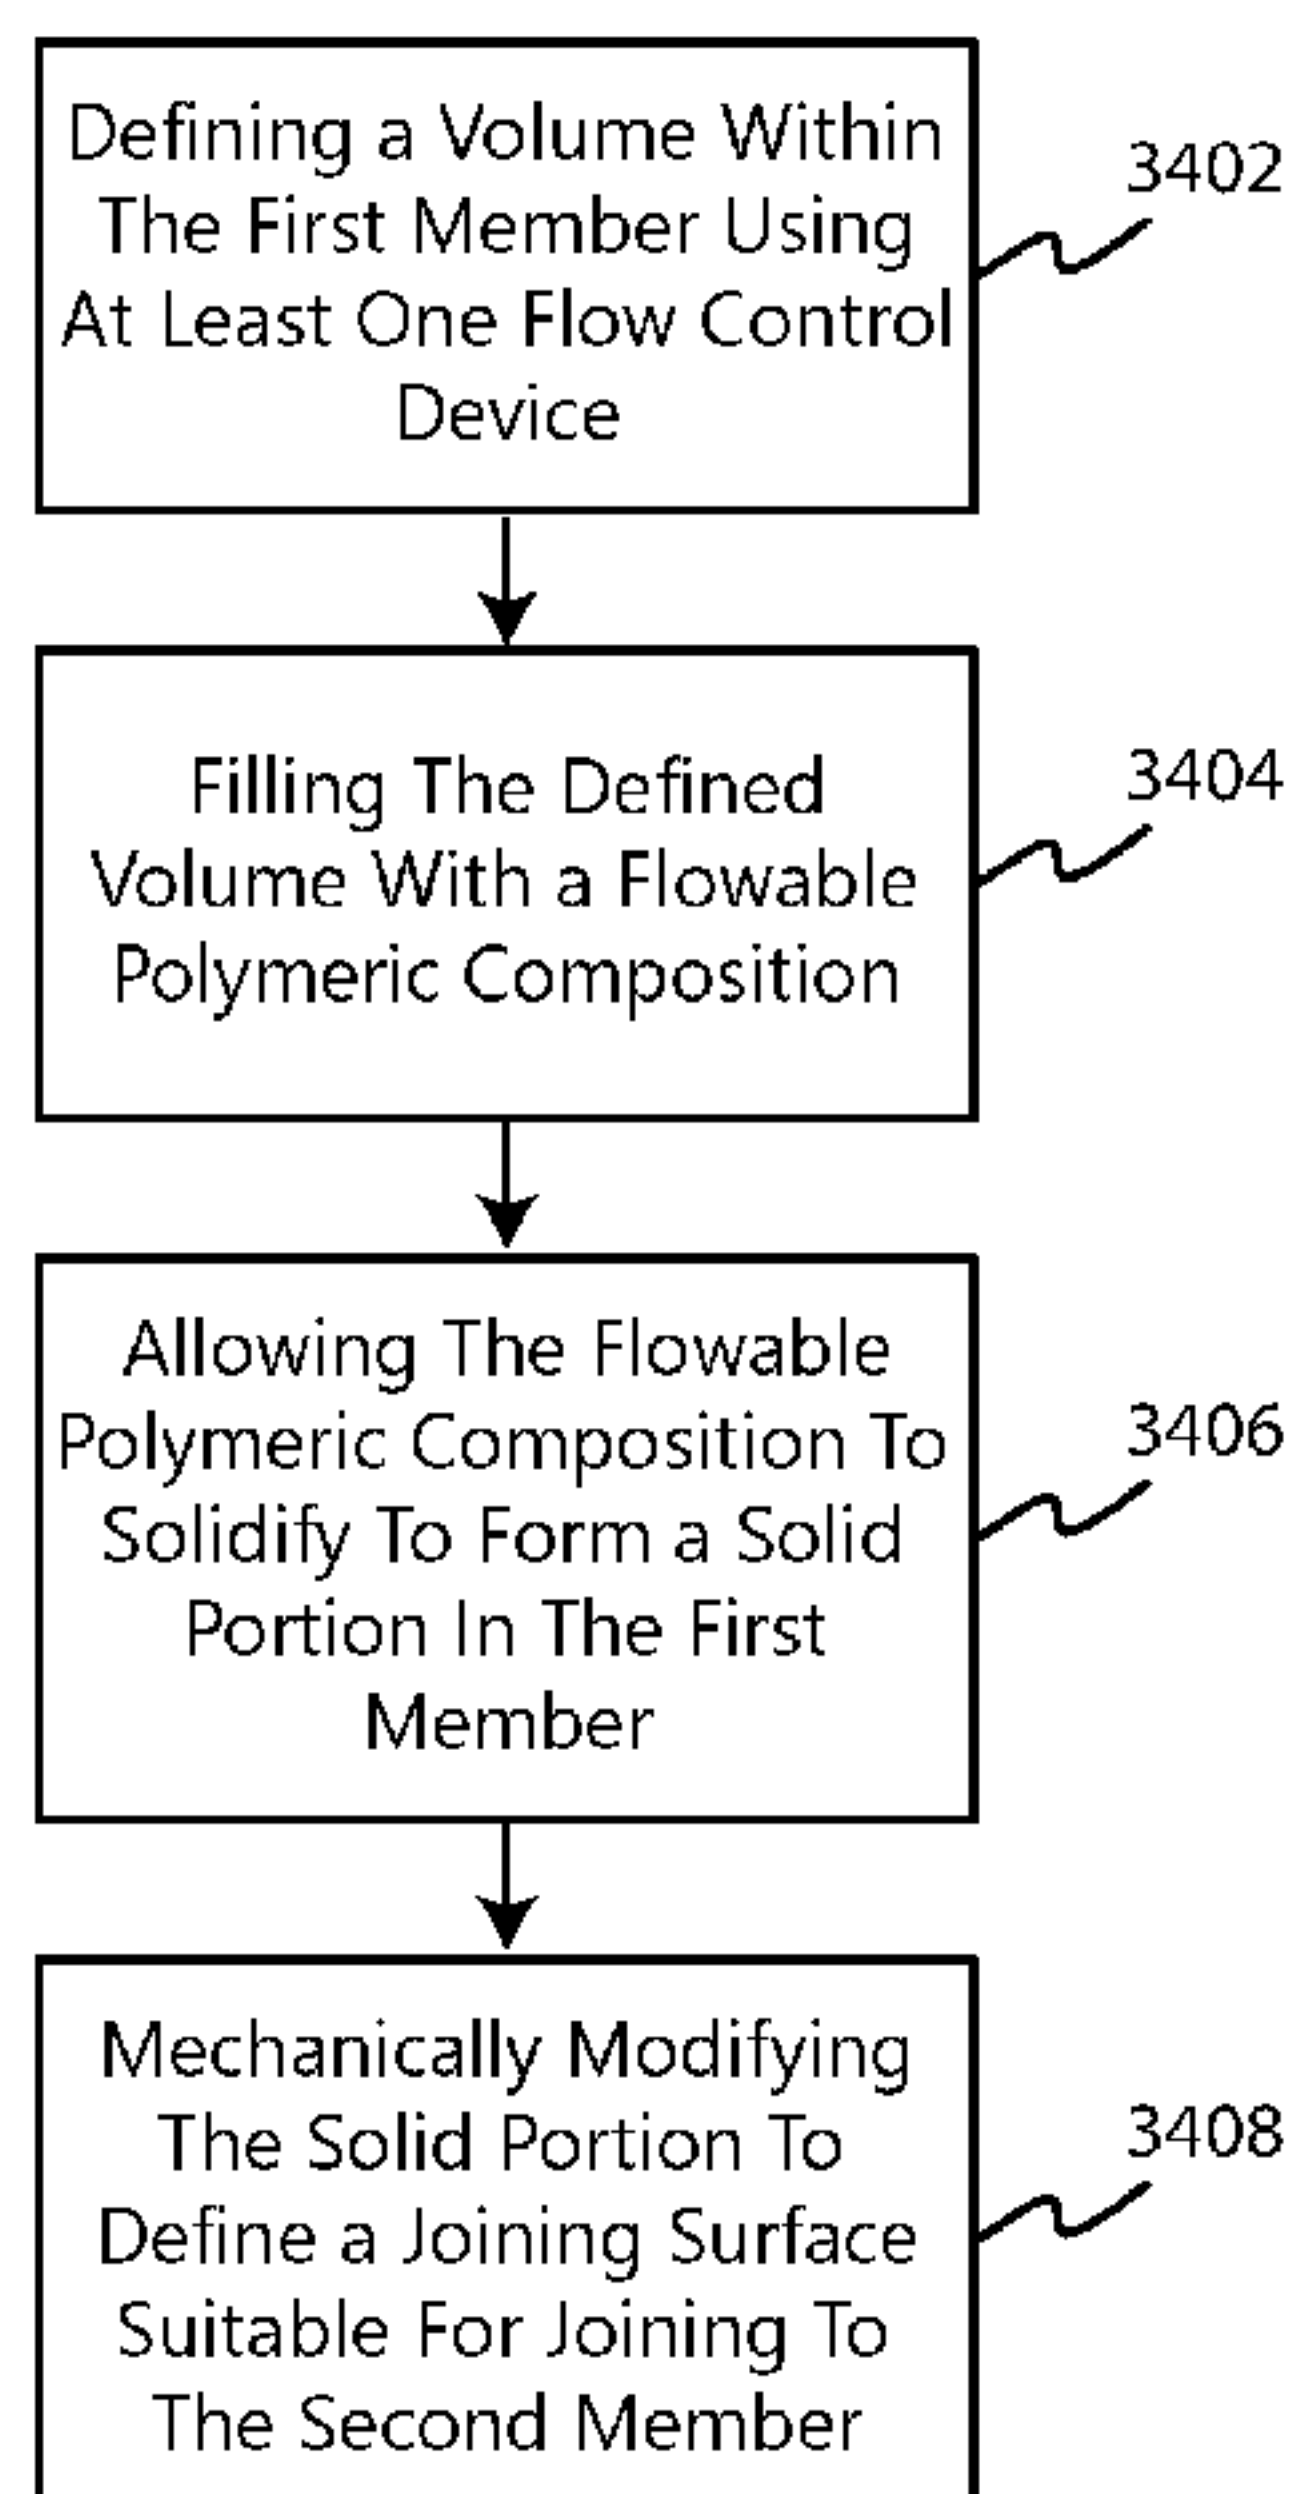 Defining a Volume Within
The First Member Using
At Least One Flow Control
Device
3402
Filling The Defined
Volume With a Flowable
Polymeric Composition
3404
Allowing The Flowable
Polymeric Composition To
Solidify To Form a Solid
Portion In The First
Member
3406
Mechanically Modifying
The Solid Portion To
Define a Joining Surface
Suitable For Joining To
The Second Member
3408